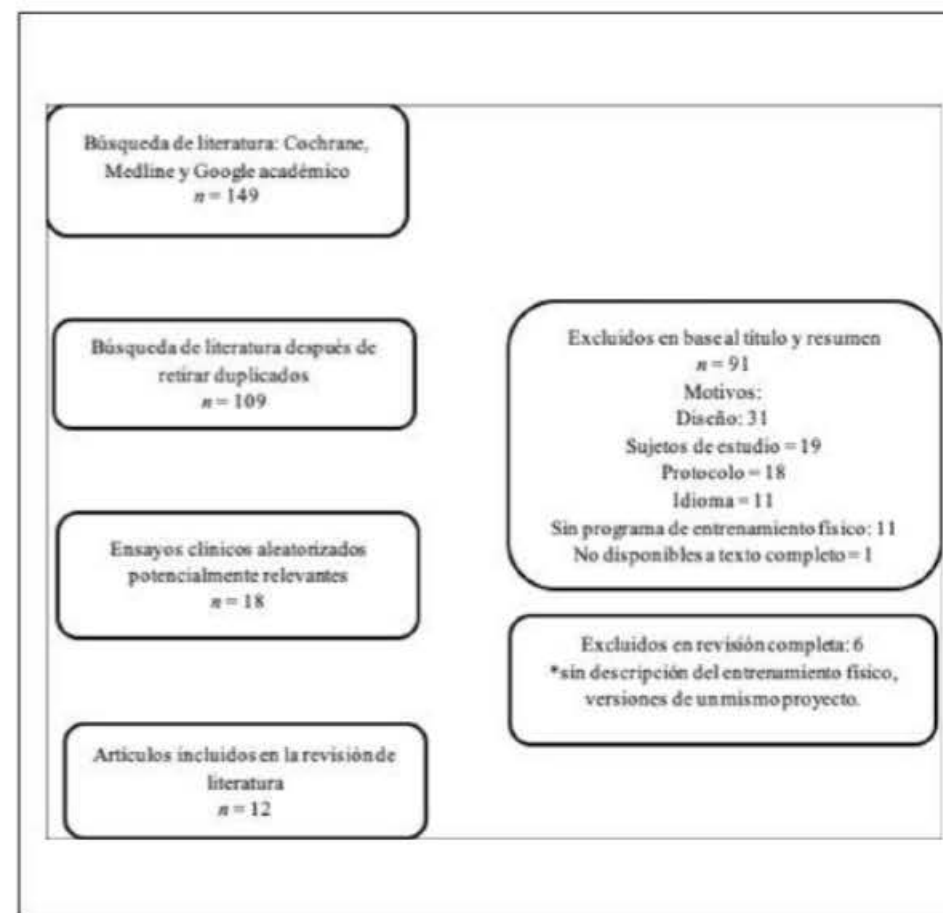 Búsqueda de literatura: Cochrane,
Medline y Google académico
n = 149
Búsqueda de literatura después de
retirar duplicados
n = 109
Ensayos clínicos aleatorizados
potencialmente relevantes
n = 18
Artículos incluidos en la revisión de
literatura
n = 12
Excluidos en base al título y resumen
n = 91
Motivos:
Diseño: 31
Sujetos de estudio = 19
Protocolo = 18
Idioma = 11
Sin programa de entrenamiento físico: 11
No disponibles a texto completo = 1
Excluidos en revisión completa: 6
*sin descripción del entrenamiento físico,
versiones de un mismo proyecto.